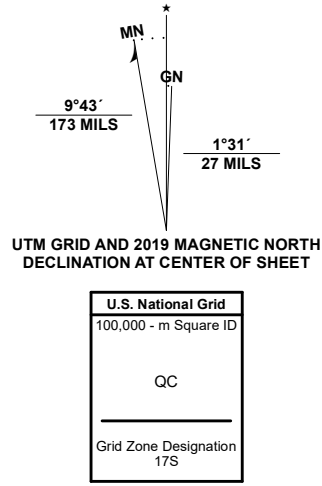 ★
MN
GN
9°43´
173 MILS
1°31´
27 MILS
UTM GRID AND 2019 MAGNETIC NORTH
DECLINATION AT CENTER OF SHEET
U.S. National Grid
100,000 - m Square ID
QC
Grid Zone Designation
17S